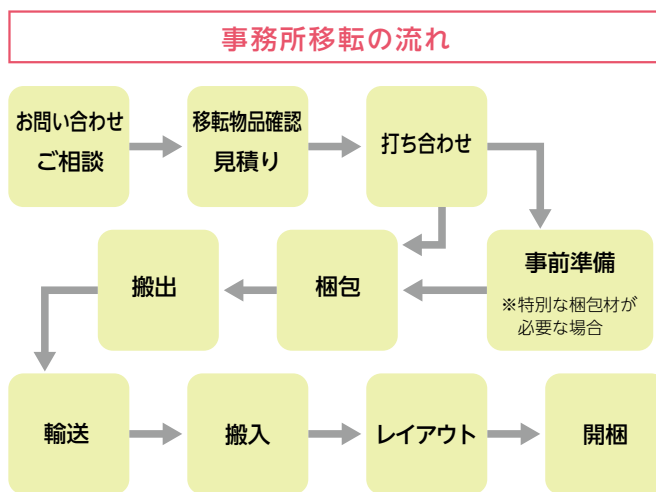 事務所移転の流れ
お問い合わせ
ご相談
移転物品確認
見積り
打ち合わせ
事前準備
※特別な梱包材が
必要な場合
梱包
搬出
輸送
搬入
レイアウト
開梱